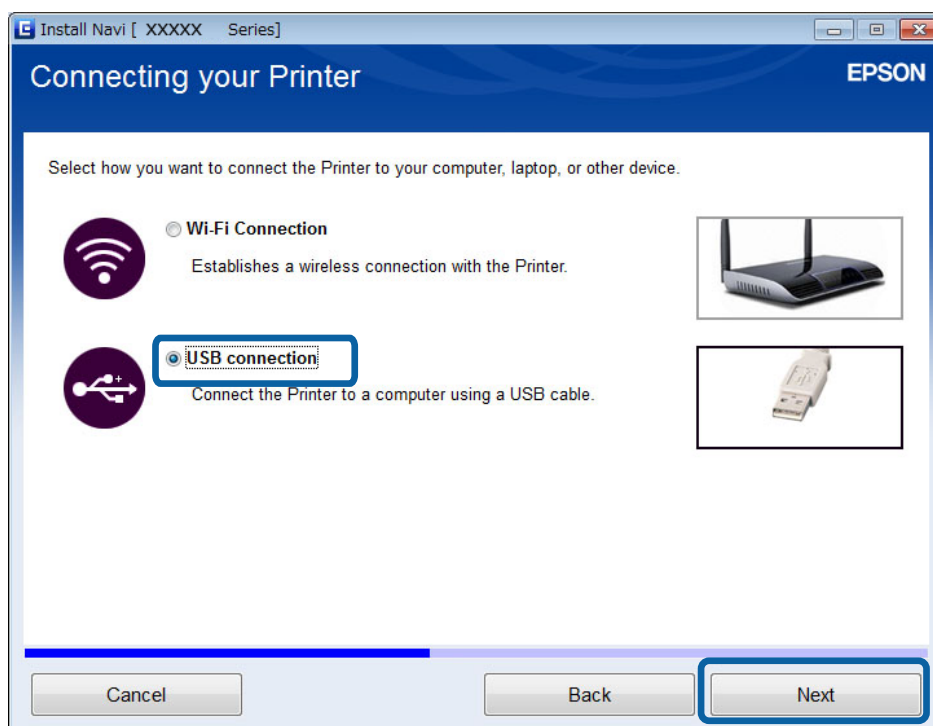 Install Navi [ XXXXX Series]
Connecting your Printer
EPSON
Select how you want to connect the Printer to your computer, laptop, or other device.
Wi-Fi Connection
Establishes a wireless connection with the Printer.
USB connection
Connect the Printer to a computer using a USB cable.
Cancel
Back
Next